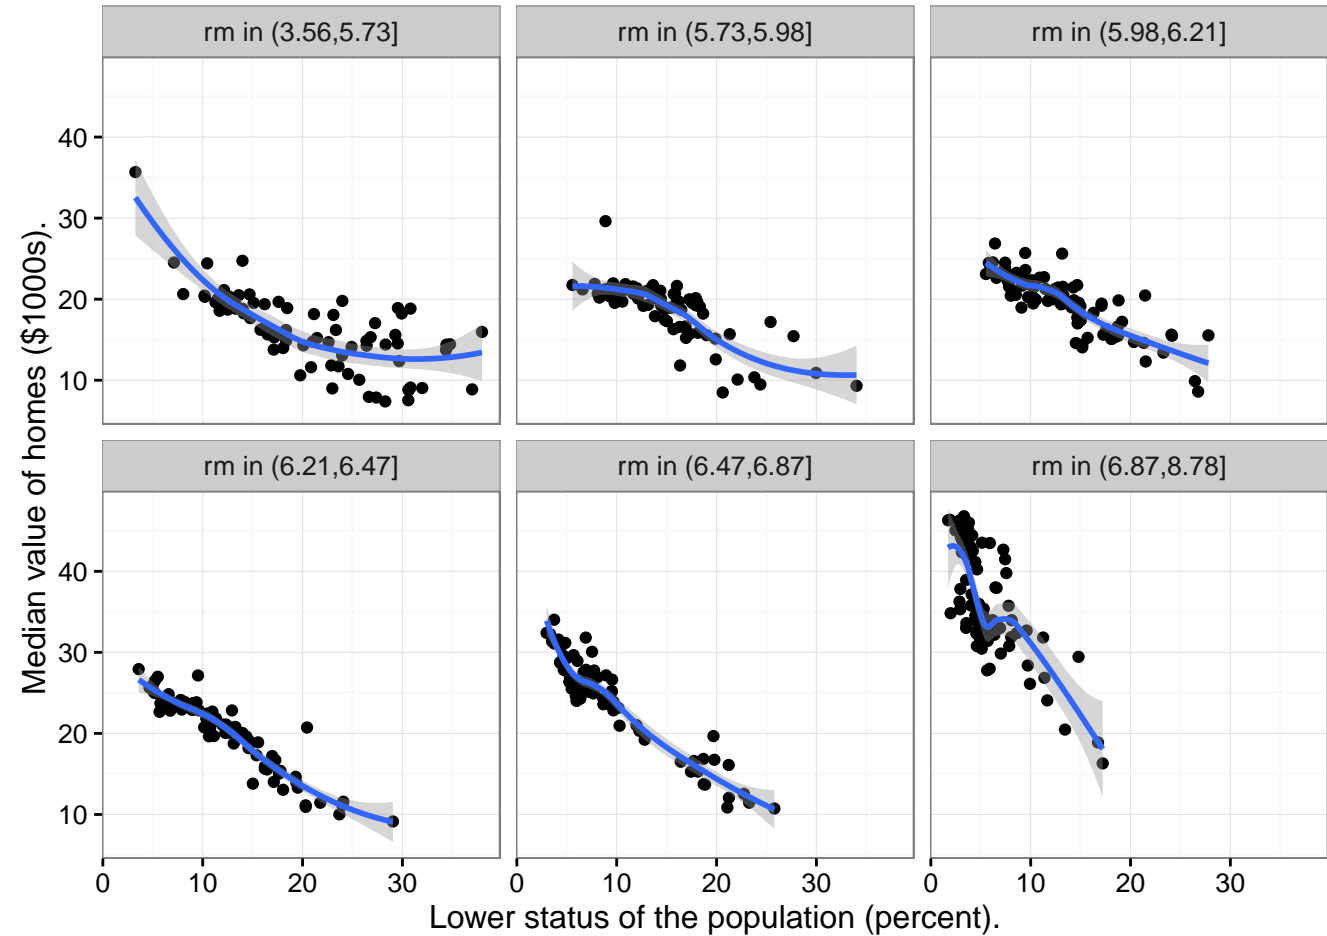 rm in (3.56,5.73]
rm in (5.73,5.98]
rm in (5.98,6.21]
40
30
20
10
rm in (6.21,6.47]
rm in (6.47,6.87]
rm in (6.87,8.78]
40
30
20
10
0
10
20
30
0
10
20
30
0
10
20
30
Median value of homes ($1000s).
Lower status of the population (percent).